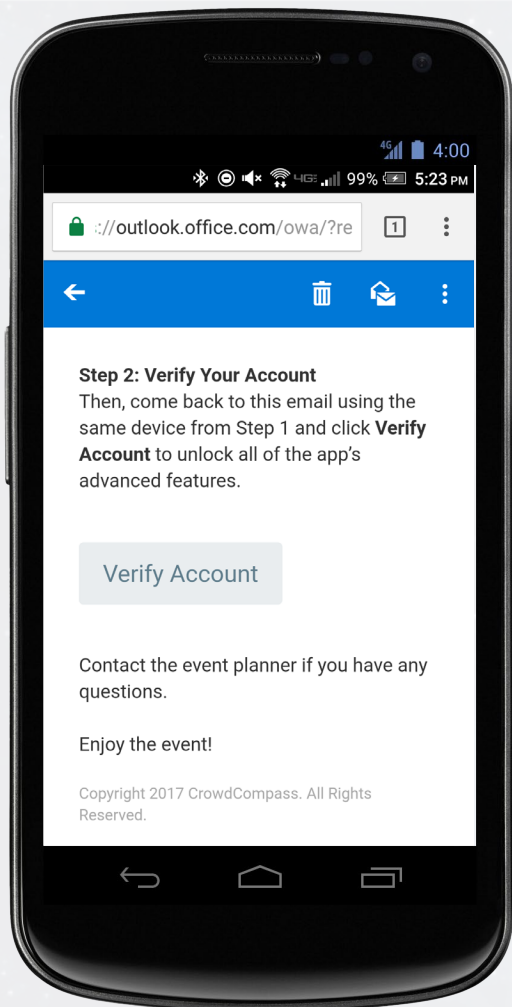 4G 4:00
4G 99% 5:23 PM
://outlook.office.com/owa/?re 1
Step 2: Verify Your Account
Then, come back to this email using the
same device from Step 1 and click Verify
Account to unlock all of the app’s
advanced features.
Verify Account
Contact the event planner if you have any
questions.
Enjoy the event!
Copyright 2017 CrowdCompass. All Rights
Reserved.